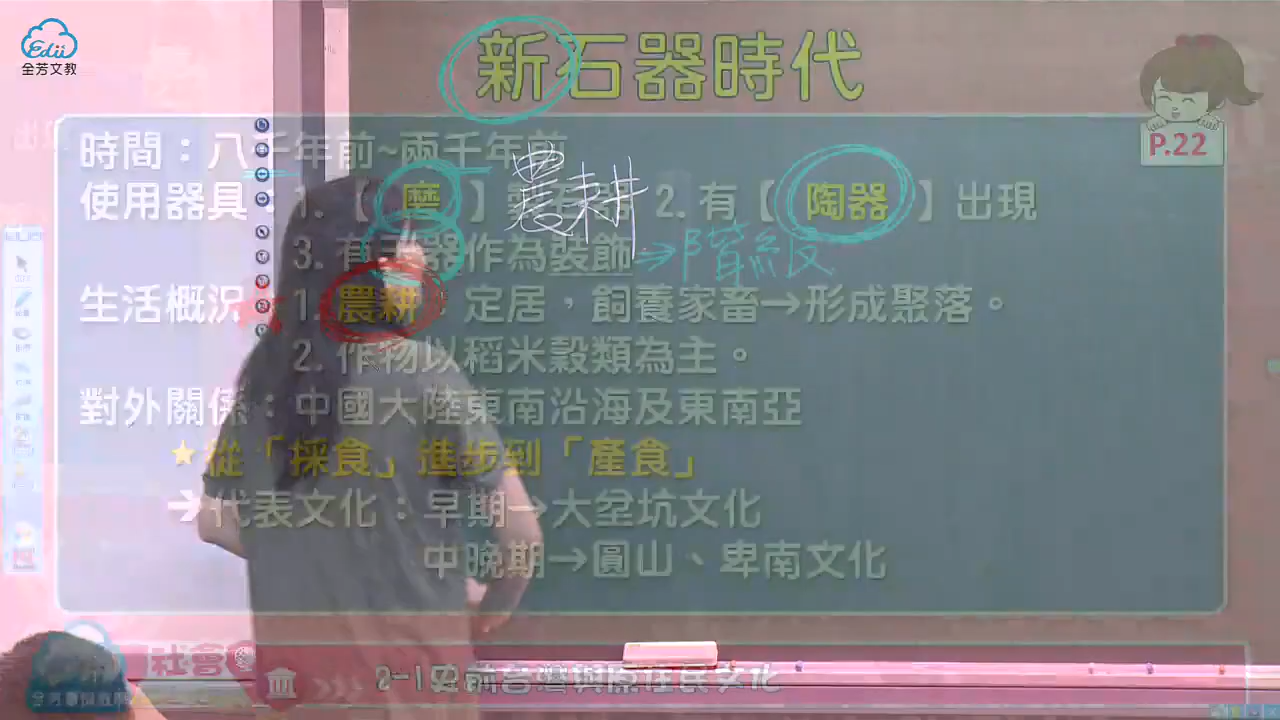 Edii
全芳文教
新石器時代
P.22
時間：八千年前~兩千年前
使用器具：1.【磨】製石器 2.有【陶器】出現
農耕
3. 有玉器作為裝飾→階級
生活概況：1. 農耕、定居，飼養家畜→形成聚落。
2. 作物以稻米穀類為主。
對外關係：中國大陸東南沿海及東南亞
★從「採食」進步到「產食」
→代表文化：早期→大坌坑文化
中晚期→圓山、卑南文化
社會
2-1史前台灣與原住民文化